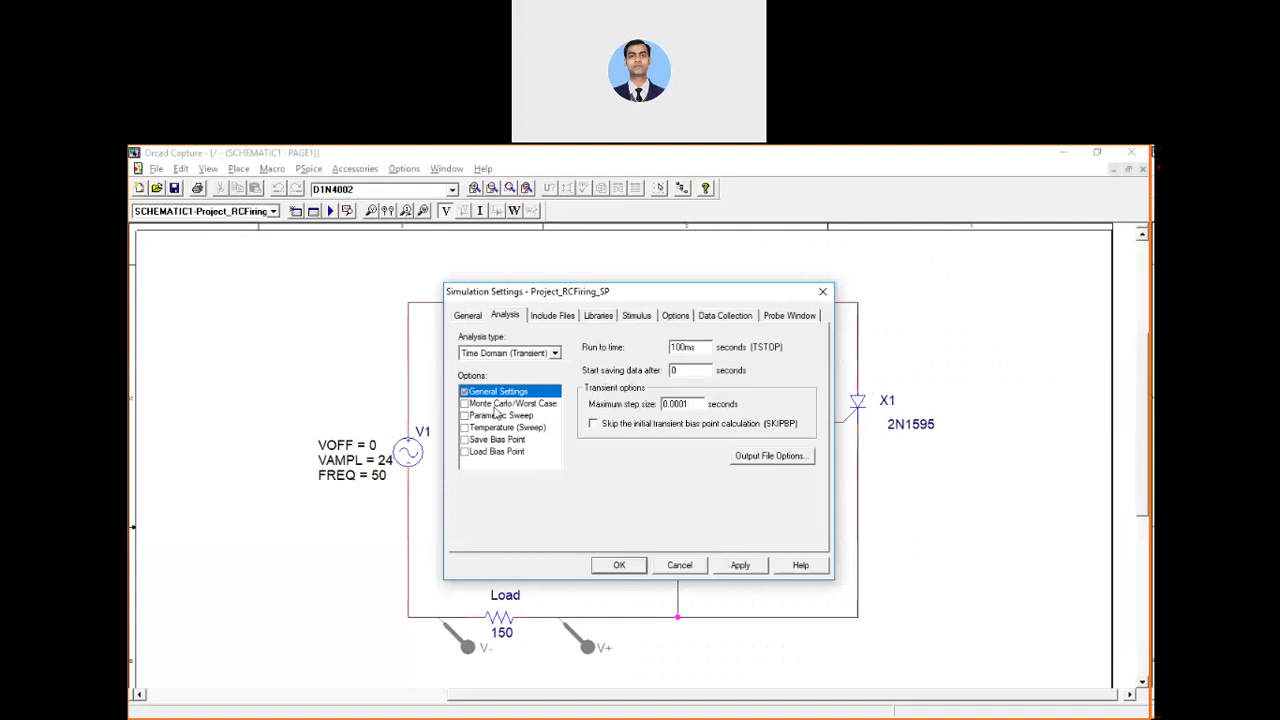 Orcad Capture - [/ - (SCHEMATIC1 : PAGE1)]
File Edit View Place Macro PSpice Accessories Options Window Help
D1N4002
U?
?
SCHEMATIC1-Project_RCFiring
V I W
Simulation Settings - Project_RCFiring_SP
General Analysis Include Files Libraries Stimulus Options Data Collection Probe Window
Analysis type:
Time Domain (Transient)
Run to time: 100ms seconds (TSTOP)
Start saving data after: 0 seconds
Options:
General Settings
Monte Carlo/Worst Case
Parametric Sweep
Temperature (Sweep)
Save Bias Point
Load Bias Point
Transient options
Maximum step size: 0.0001 seconds
Skip the initial transient bias point calculation (SKIPBP)
Output File Options...
OK Cancel Apply Help
V1
VOFF = 0
VAMPL = 24
FREQ = 50
X1
2N1595
Load
150
V-
V+